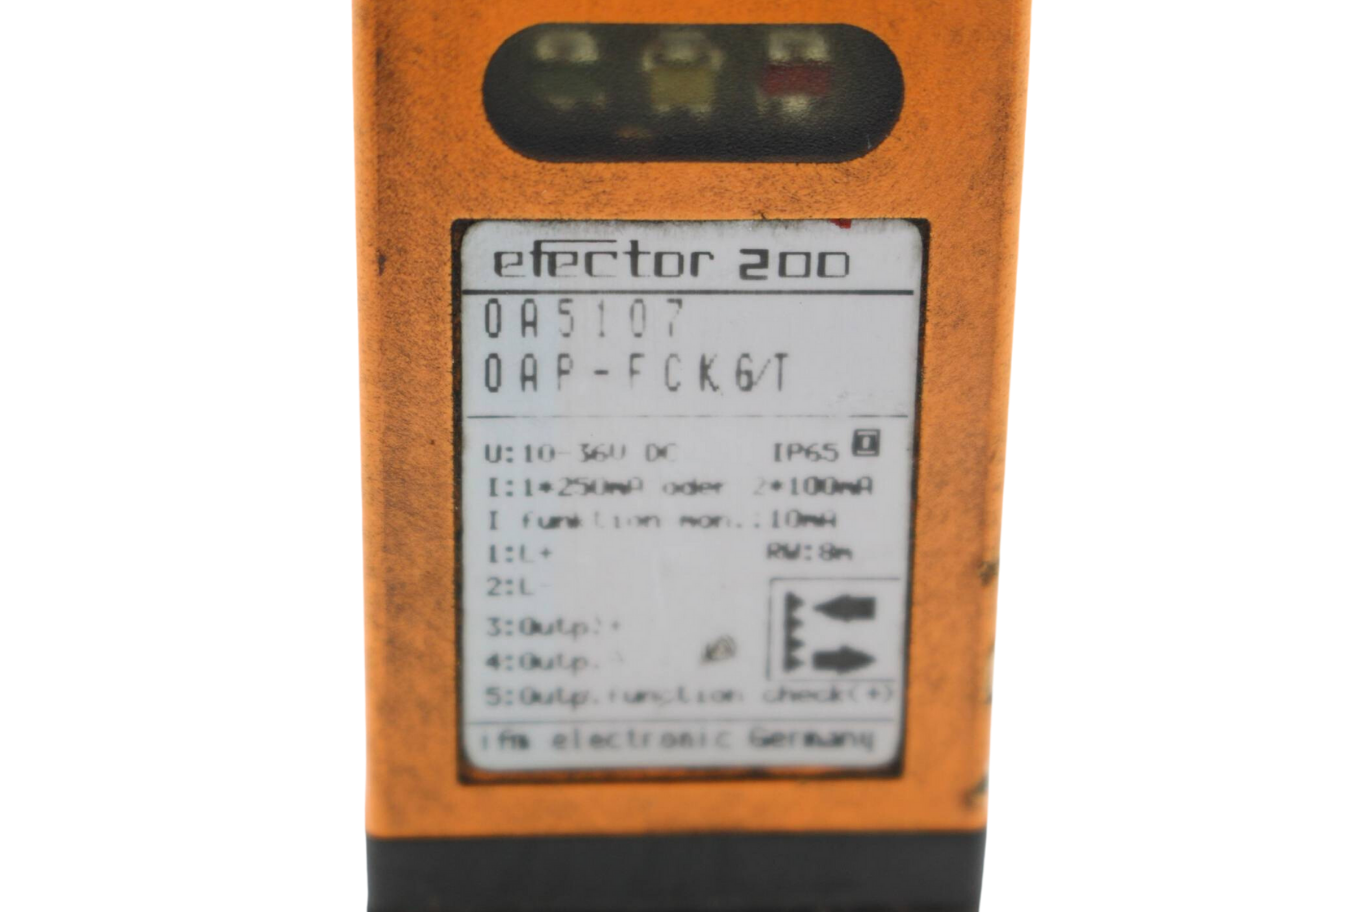 efector 200
OA5107
OAP-FCK6/T
U:10-36V DC IP65
I:1*250mA oder 2*100mA
I funktion mon.:10mA
1:L+ RW:8m
2:L-
3:Outp.+
4:Outp.
5:Outp.function check(+)
ifm electronic Germany